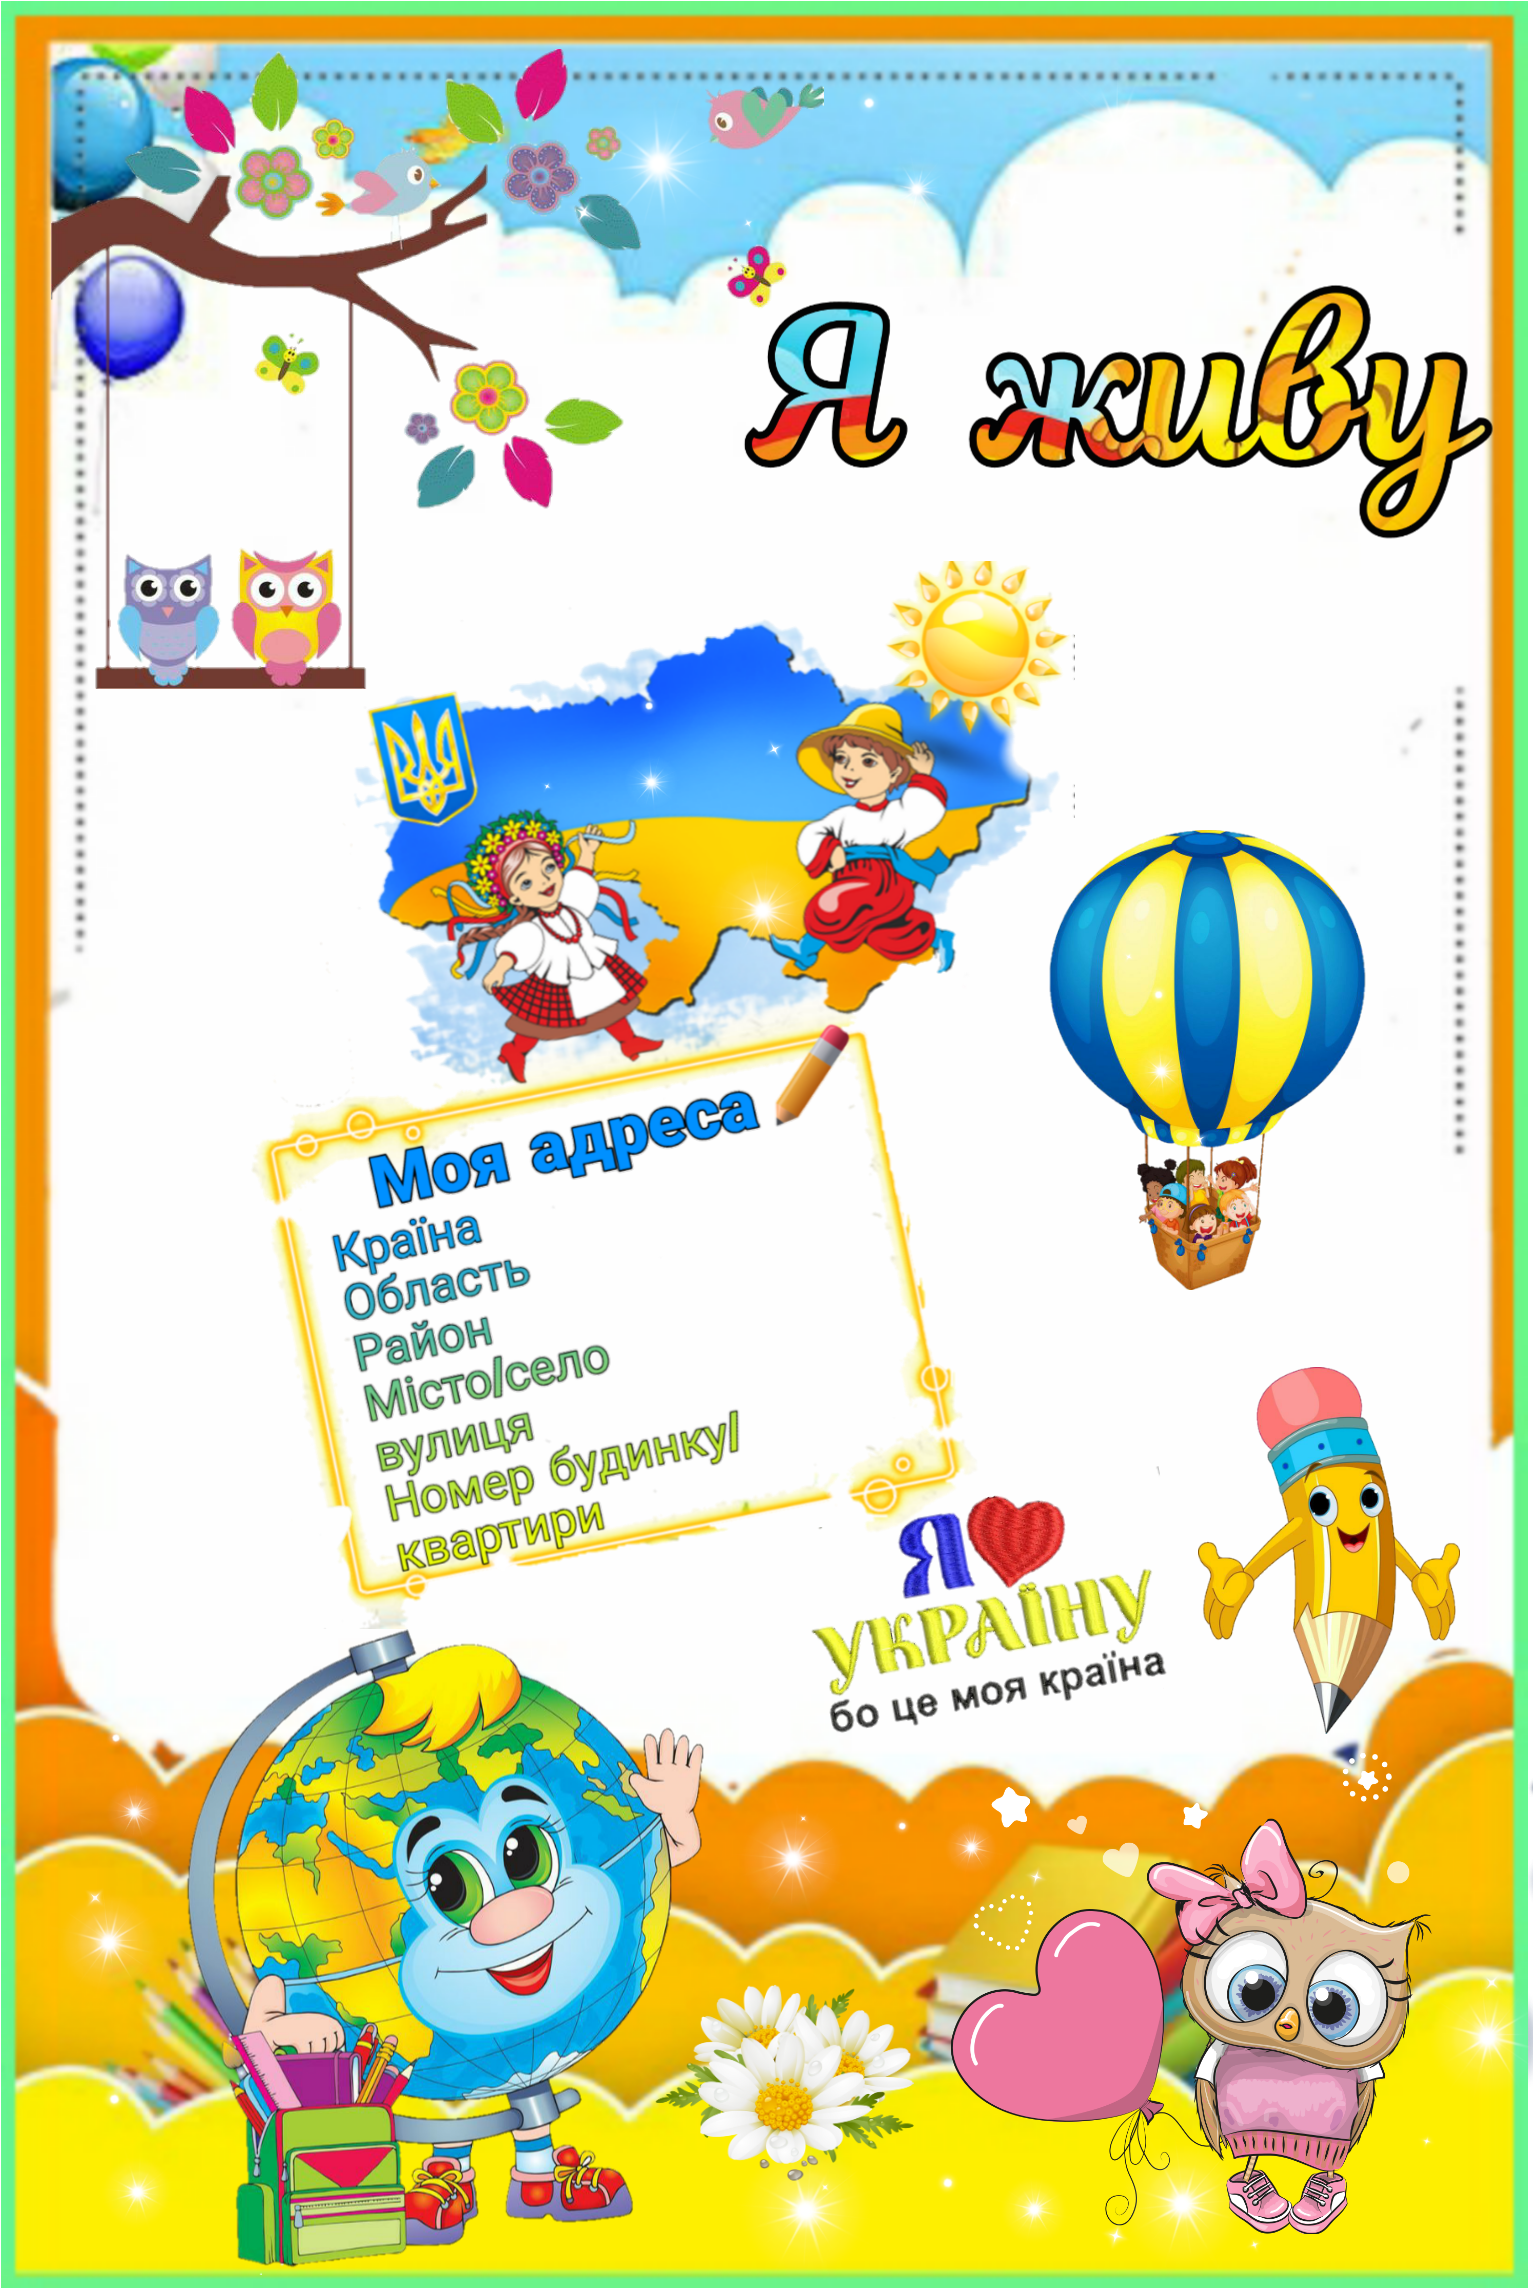 Я живу
Моя адреса
Країна
Область
Район
Місто/село
вулиця
Номер будинку/
квартири
Я
УКРАЇНУ
бо це моя країна